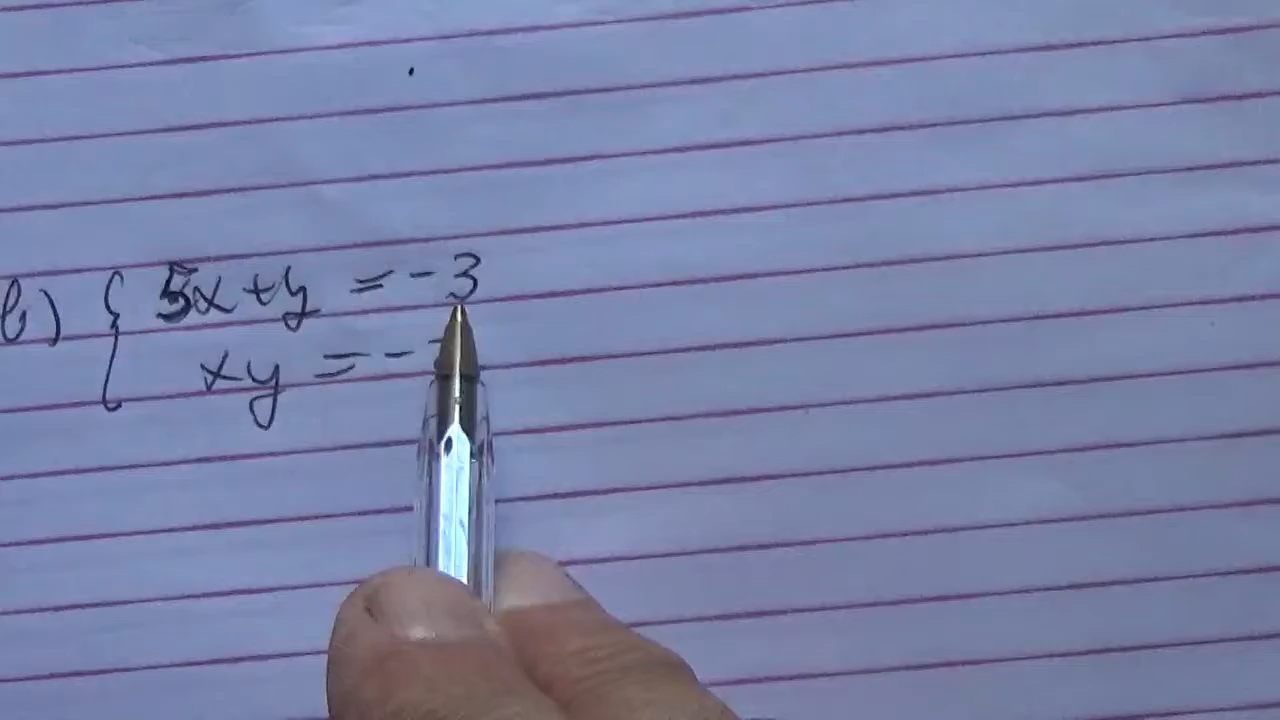 b) { 5x + y = -3
xy = -